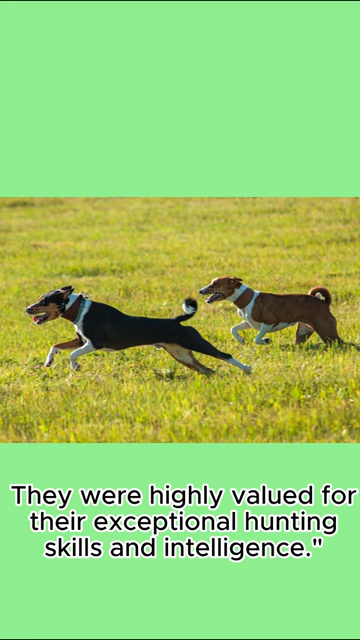 They were highly valued for
their exceptional hunting
skills and intelligence."